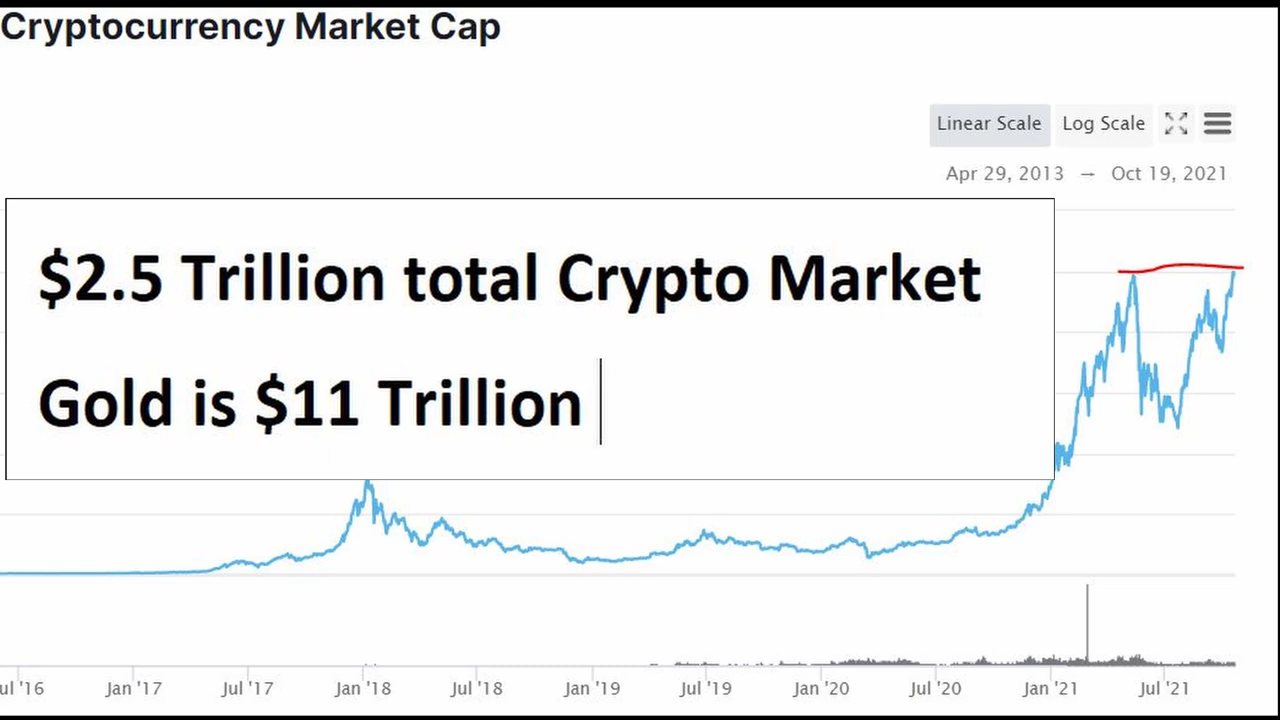 Cryptocurrency Market Cap
Linear Scale Log Scale
Apr 29, 2013 → Oct 19, 2021
$2.5 Trillion total Crypto Market
Gold is $11 Trillion
ul '16 Jan '17 Jul '17 Jan '18 Jul '18 Jan '19 Jul '19 Jan '20 Jul '20 Jan '21 Jul '21